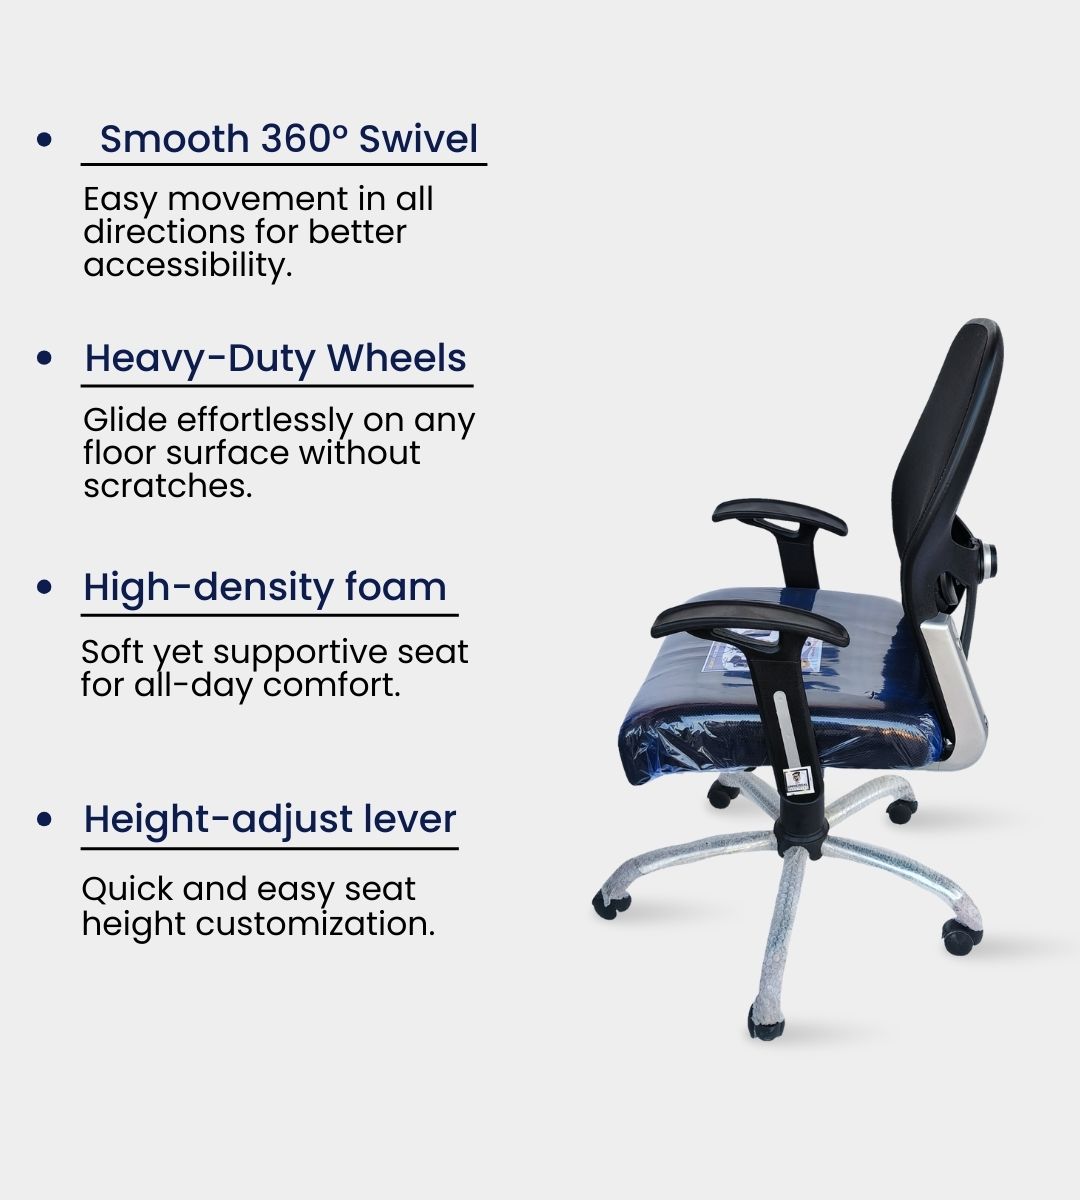 Smooth 360° Swivel
Easy movement in all
directions for better
accessibility.
Heavy-Duty Wheels
Glide effortlessly on any
floor surface without
scratches.
High-density foam
Soft yet supportive seat
for all-day comfort.
Height-adjust lever
Quick and easy seat
height customization.